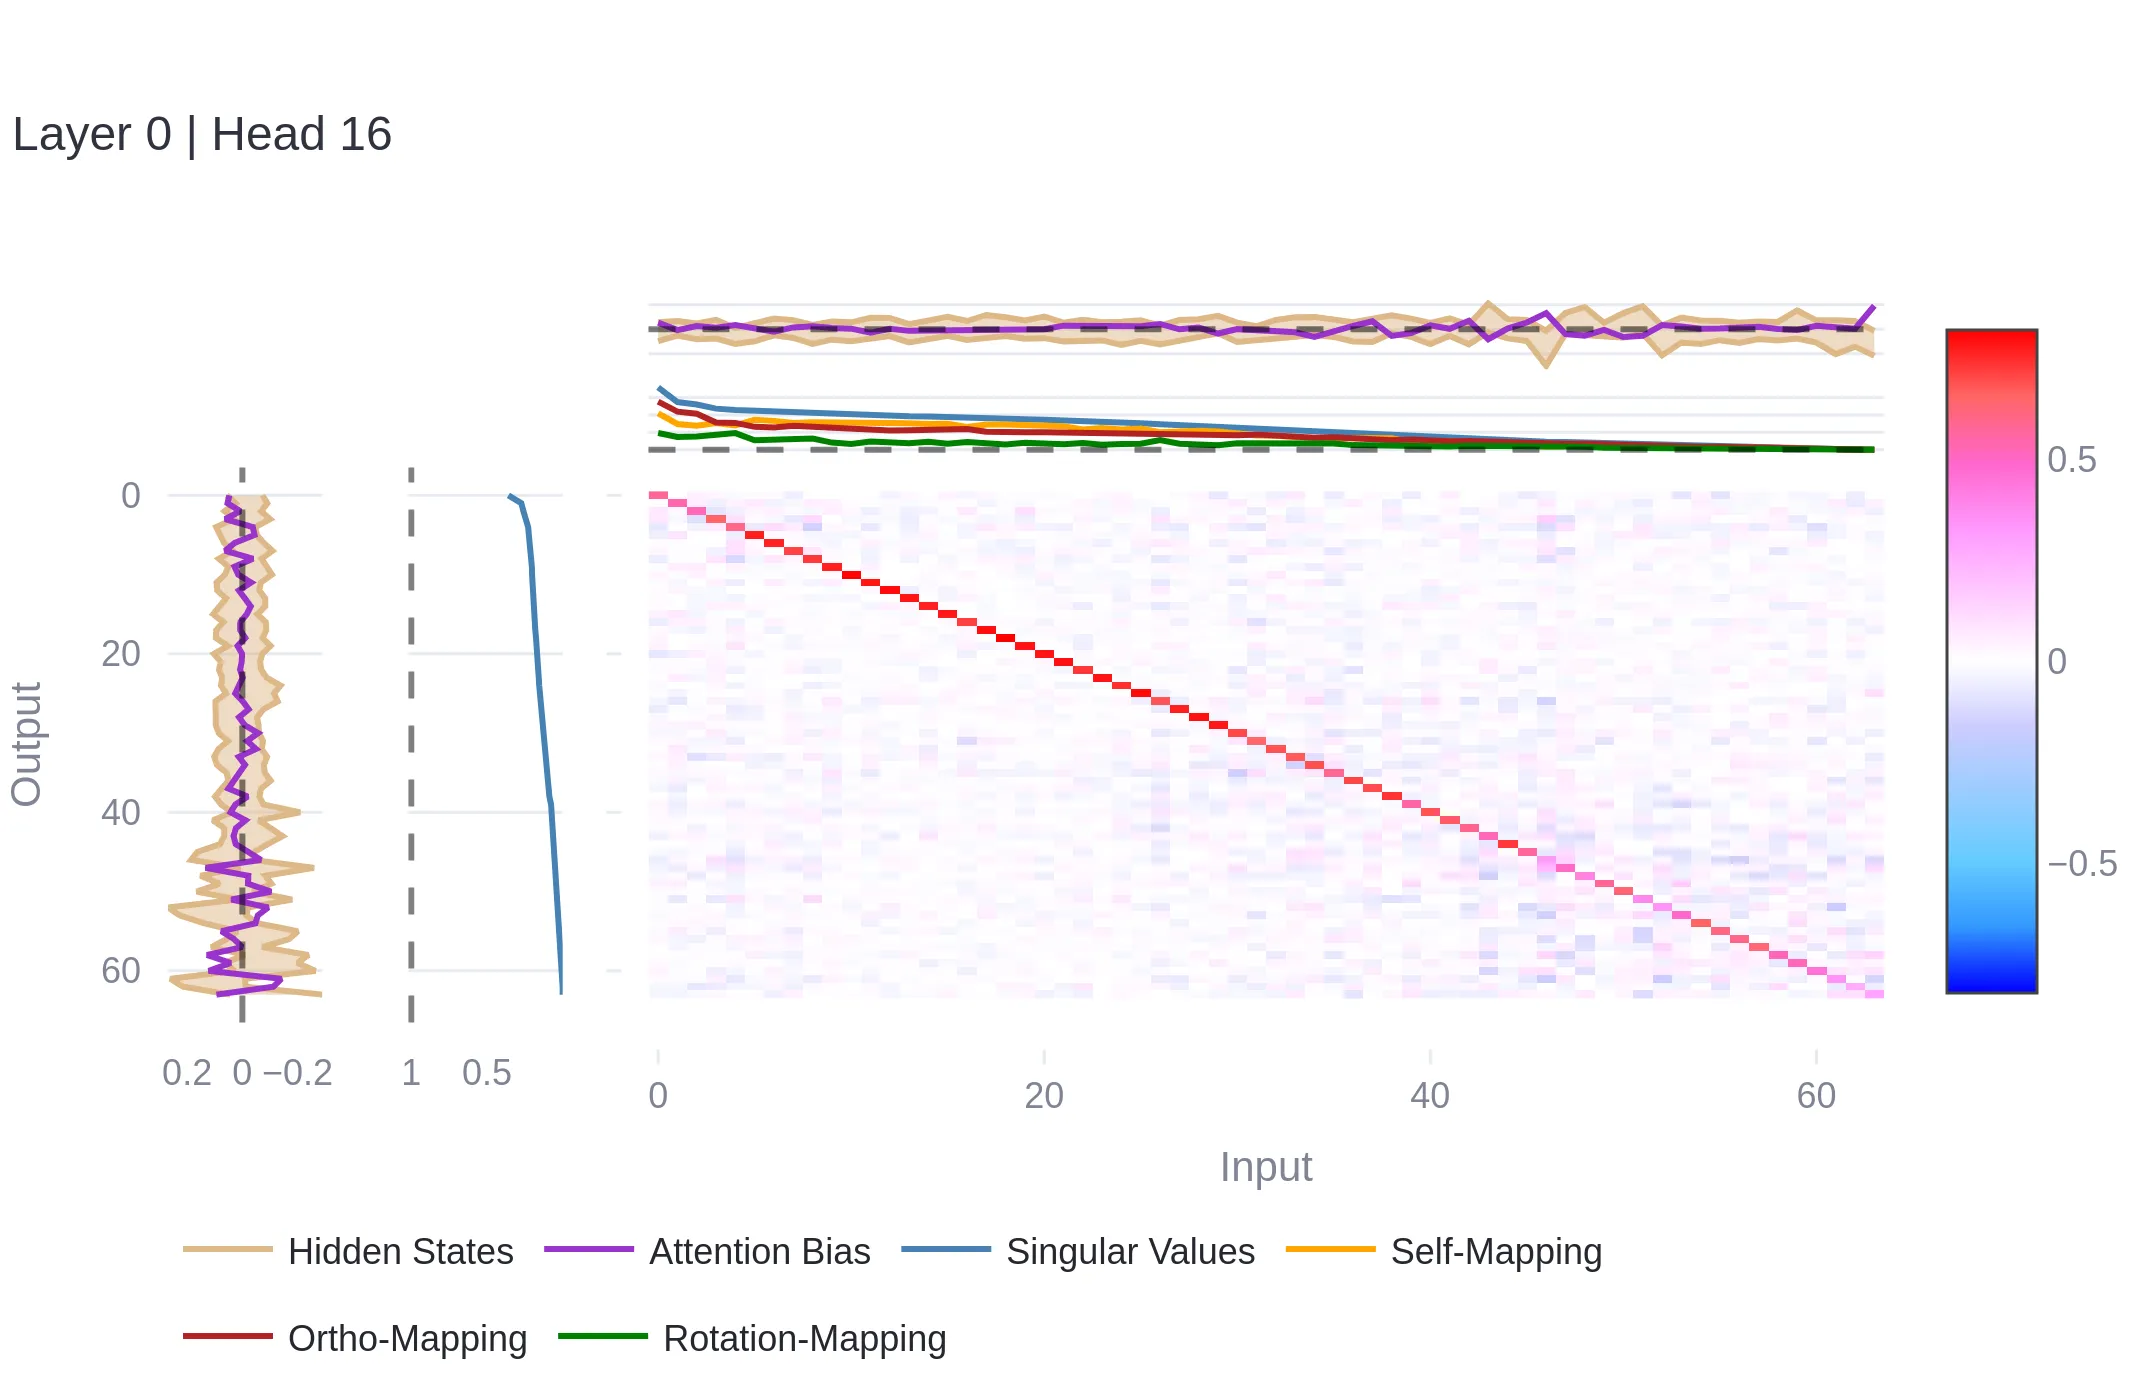 Layer 0 | Head 16
0
20
40
60
Output
0.2 0 −0.2
1 0.5
0 20 40 60
Input
0.5
0
−0.5
Hidden States Attention Bias Singular Values Self-Mapping
Ortho-Mapping Rotation-Mapping